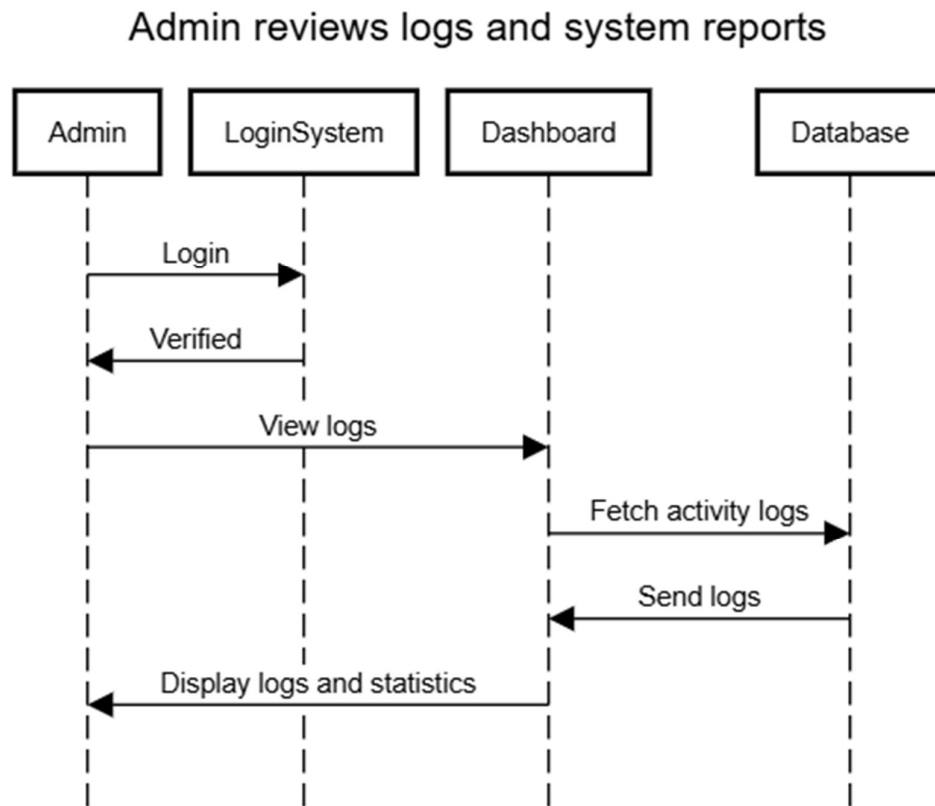 Admin reviews logs and system reports
Admin
LoginSystem
Dashboard
Database
Login
Verified
View logs
Fetch activity logs
Send logs
Display logs and statistics